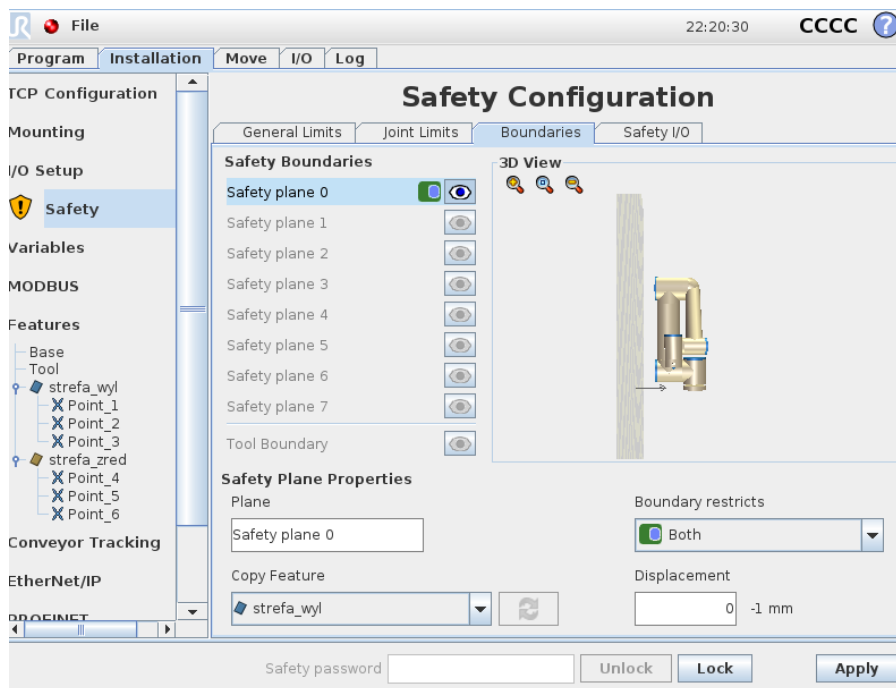 UR File 22:20:30 CCCC ?
Program Installation Move I/O Log
TCP Configuration
Mounting
I/O Setup
Safety
Variables
MODBUS
Features
Base
Tool
strefa_wyl
Point_1
Point_2
Point_3
strefa_zred
Point_4
Point_5
Point_6
Conveyor Tracking
EtherNet/IP
PROFINET
Safety Configuration
General Limits Joint Limits Boundaries Safety I/O
Safety Boundaries
Safety plane 0
Safety plane 1
Safety plane 2
Safety plane 3
Safety plane 4
Safety plane 5
Safety plane 6
Safety plane 7
Tool Boundary
3D View
Safety Plane Properties
Plane
Safety plane 0
Boundary restricts
Both
Copy Feature
strefa_wyl
Displacement
0 -1 mm
Safety password Unlock Lock Apply